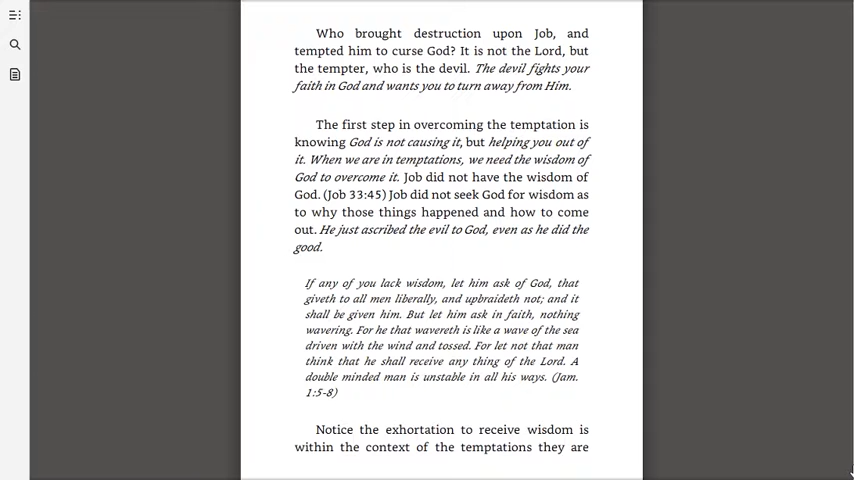 Who brought destruction upon Job, and
tempted him to curse God? It is not the Lord, but
the tempter, who is the devil. The devil fights your
faith in God and wants you to turn away from Him.
The first step in overcoming the temptation is
knowing God is not causing it, but helping you out of
it. When we are in temptations, we need the wisdom of
God to overcome it. Job did not have the wisdom of
God. (Job 33:45) Job did not seek God for wisdom as
to why those things happened and how to come
out. He just ascribed the evil to God, even as he did the
good.
If any of you lack wisdom, let him ask of God, that
giveth to all men liberally, and upbraideth not; and it
shall be given him. But let him ask in faith, nothing
wavering. For he that wavereth is like a wave of the sea
driven with the wind and tossed. For let not that man
think that he shall receive any thing of the Lord. A
double minded man is unstable in all his ways. (Jam.
1:5-8)
Notice the exhortation to receive wisdom is
within the context of the temptations they are